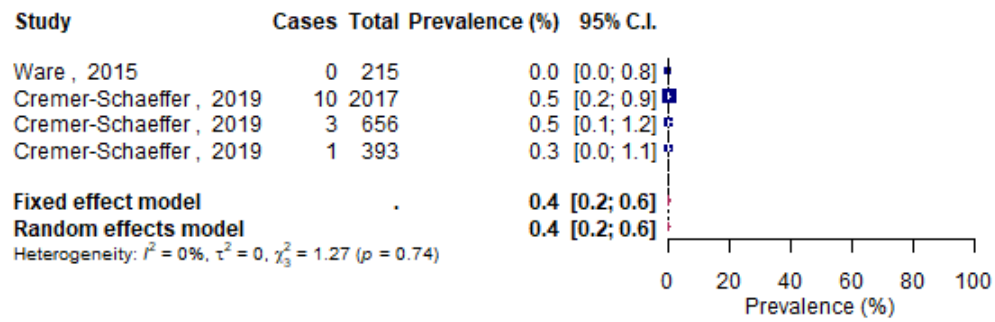 Study Cases Total Prevalence (%) 95% C.I.
Ware , 2015 0 215 0.0 [0.0; 0.8]
Cremer-Schaeffer , 2019 10 2017 0.5 [0.2; 0.9]
Cremer-Schaeffer , 2019 3 656 0.5 [0.1; 1.2]
Cremer-Schaeffer , 2019 1 393 0.3 [0.0; 1.1]
Fixed effect model . 0.4 [0.2; 0.6]
Random effects model 0.4 [0.2; 0.6]
Heterogeneity: I² = 0%, τ² = 0, χ²₃ = 1.27 (p = 0.74)
0 20 40 60 80 100
Prevalence (%)